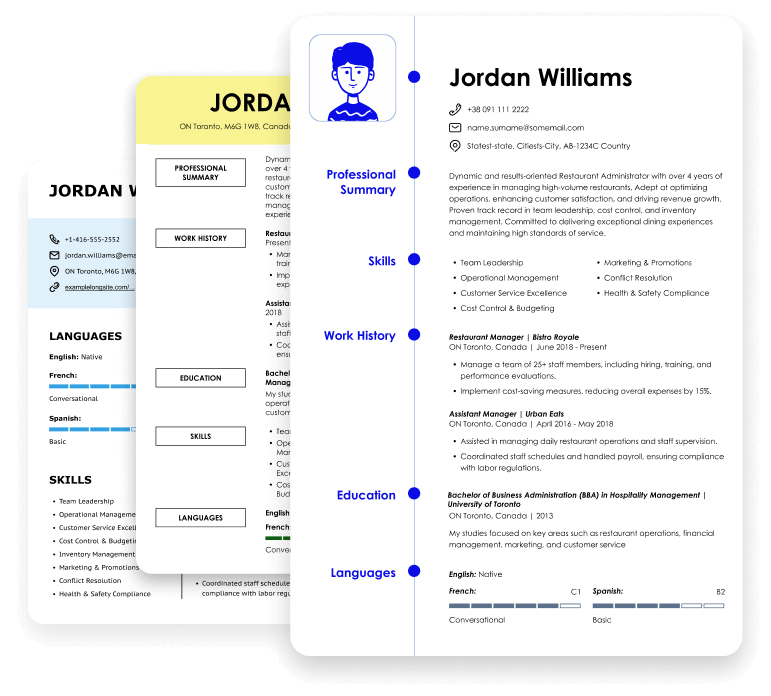 JORDAN W
+1-416-555-2552
jordan.williams@ema
ON Toronto, M6G 1W8,
examplelongsite.com/...
LANGUAGES
English: Native
French:
Conversational
Spanish:
Basic
SKILLS
• Team Leadership
• Operational Manageme
• Customer Service Excell
• Cost Control & Budgetin
• Inventory Management
• Marketing & Promotions
• Conflict Resolution
• Health & Safety Compliance
• Coordinated staff schedule
compliance with labor regu
JORDA
ON Toronto, M6G 1W8, Canada
PROFESSIONAL
SUMMARY
Dynam
over 4
restaur
custom
track re
manag
experie
WORK HISTORY
Restau
Present
• Man
train
• Imp
exp
Assistan
2018
• Assis
staff
• Coo
ensu
EDUCATION
Bachel
Manag
My stud
operat
custom
SKILLS
• Tean
• Ope
Man
• Cust
Exce
• Cos
Bud
LANGUAGES
English
French:
Conver
Jordan Williams
+38 091 111 2222
name.surname@somemail.com
Statest-state, Citiests-City, AB-1234C Country
Professional
Summary
Dynamic and results-oriented Restaurant Administrator with over 4 years of
experience in managing high-volume restaurants. Adept at optimizing
operations, enhancing customer satisfaction, and driving revenue growth.
Proven track record in team leadership, cost control, and inventory
management. Committed to delivering exceptional dining experiences
and maintaining high standards of service.
Skills
• Team Leadership
• Operational Management
• Customer Service Excellence
• Cost Control & Budgeting
• Marketing & Promotions
• Conflict Resolution
• Health & Safety Compliance
Work History
Restaurant Manager | Bistro Royale
ON Toronto, Canada | June 2018 - Present
• Manage a team of 25+ staff members, including hiring, training, and
performance evaluations.
• Implement cost-saving measures, reducing overall expenses by 15%.
Assistant Manager | Urban Eats
ON Toronto, Canada | April 2016 - May 2018
• Assisted in managing daily restaurant operations and staff supervision.
• Coordinated staff schedules and handled payroll, ensuring compliance
with labor regulations.
Education
Bachelor of Business Administration (BBA) in Hospitality Management |
University of Toronto
ON Toronto, Canada | 2013
My studies focused on key areas such as restaurant operations, financial
management, marketing, and customer service
Languages
English: Native
French: C1
Conversational
Spanish: B2
Basic